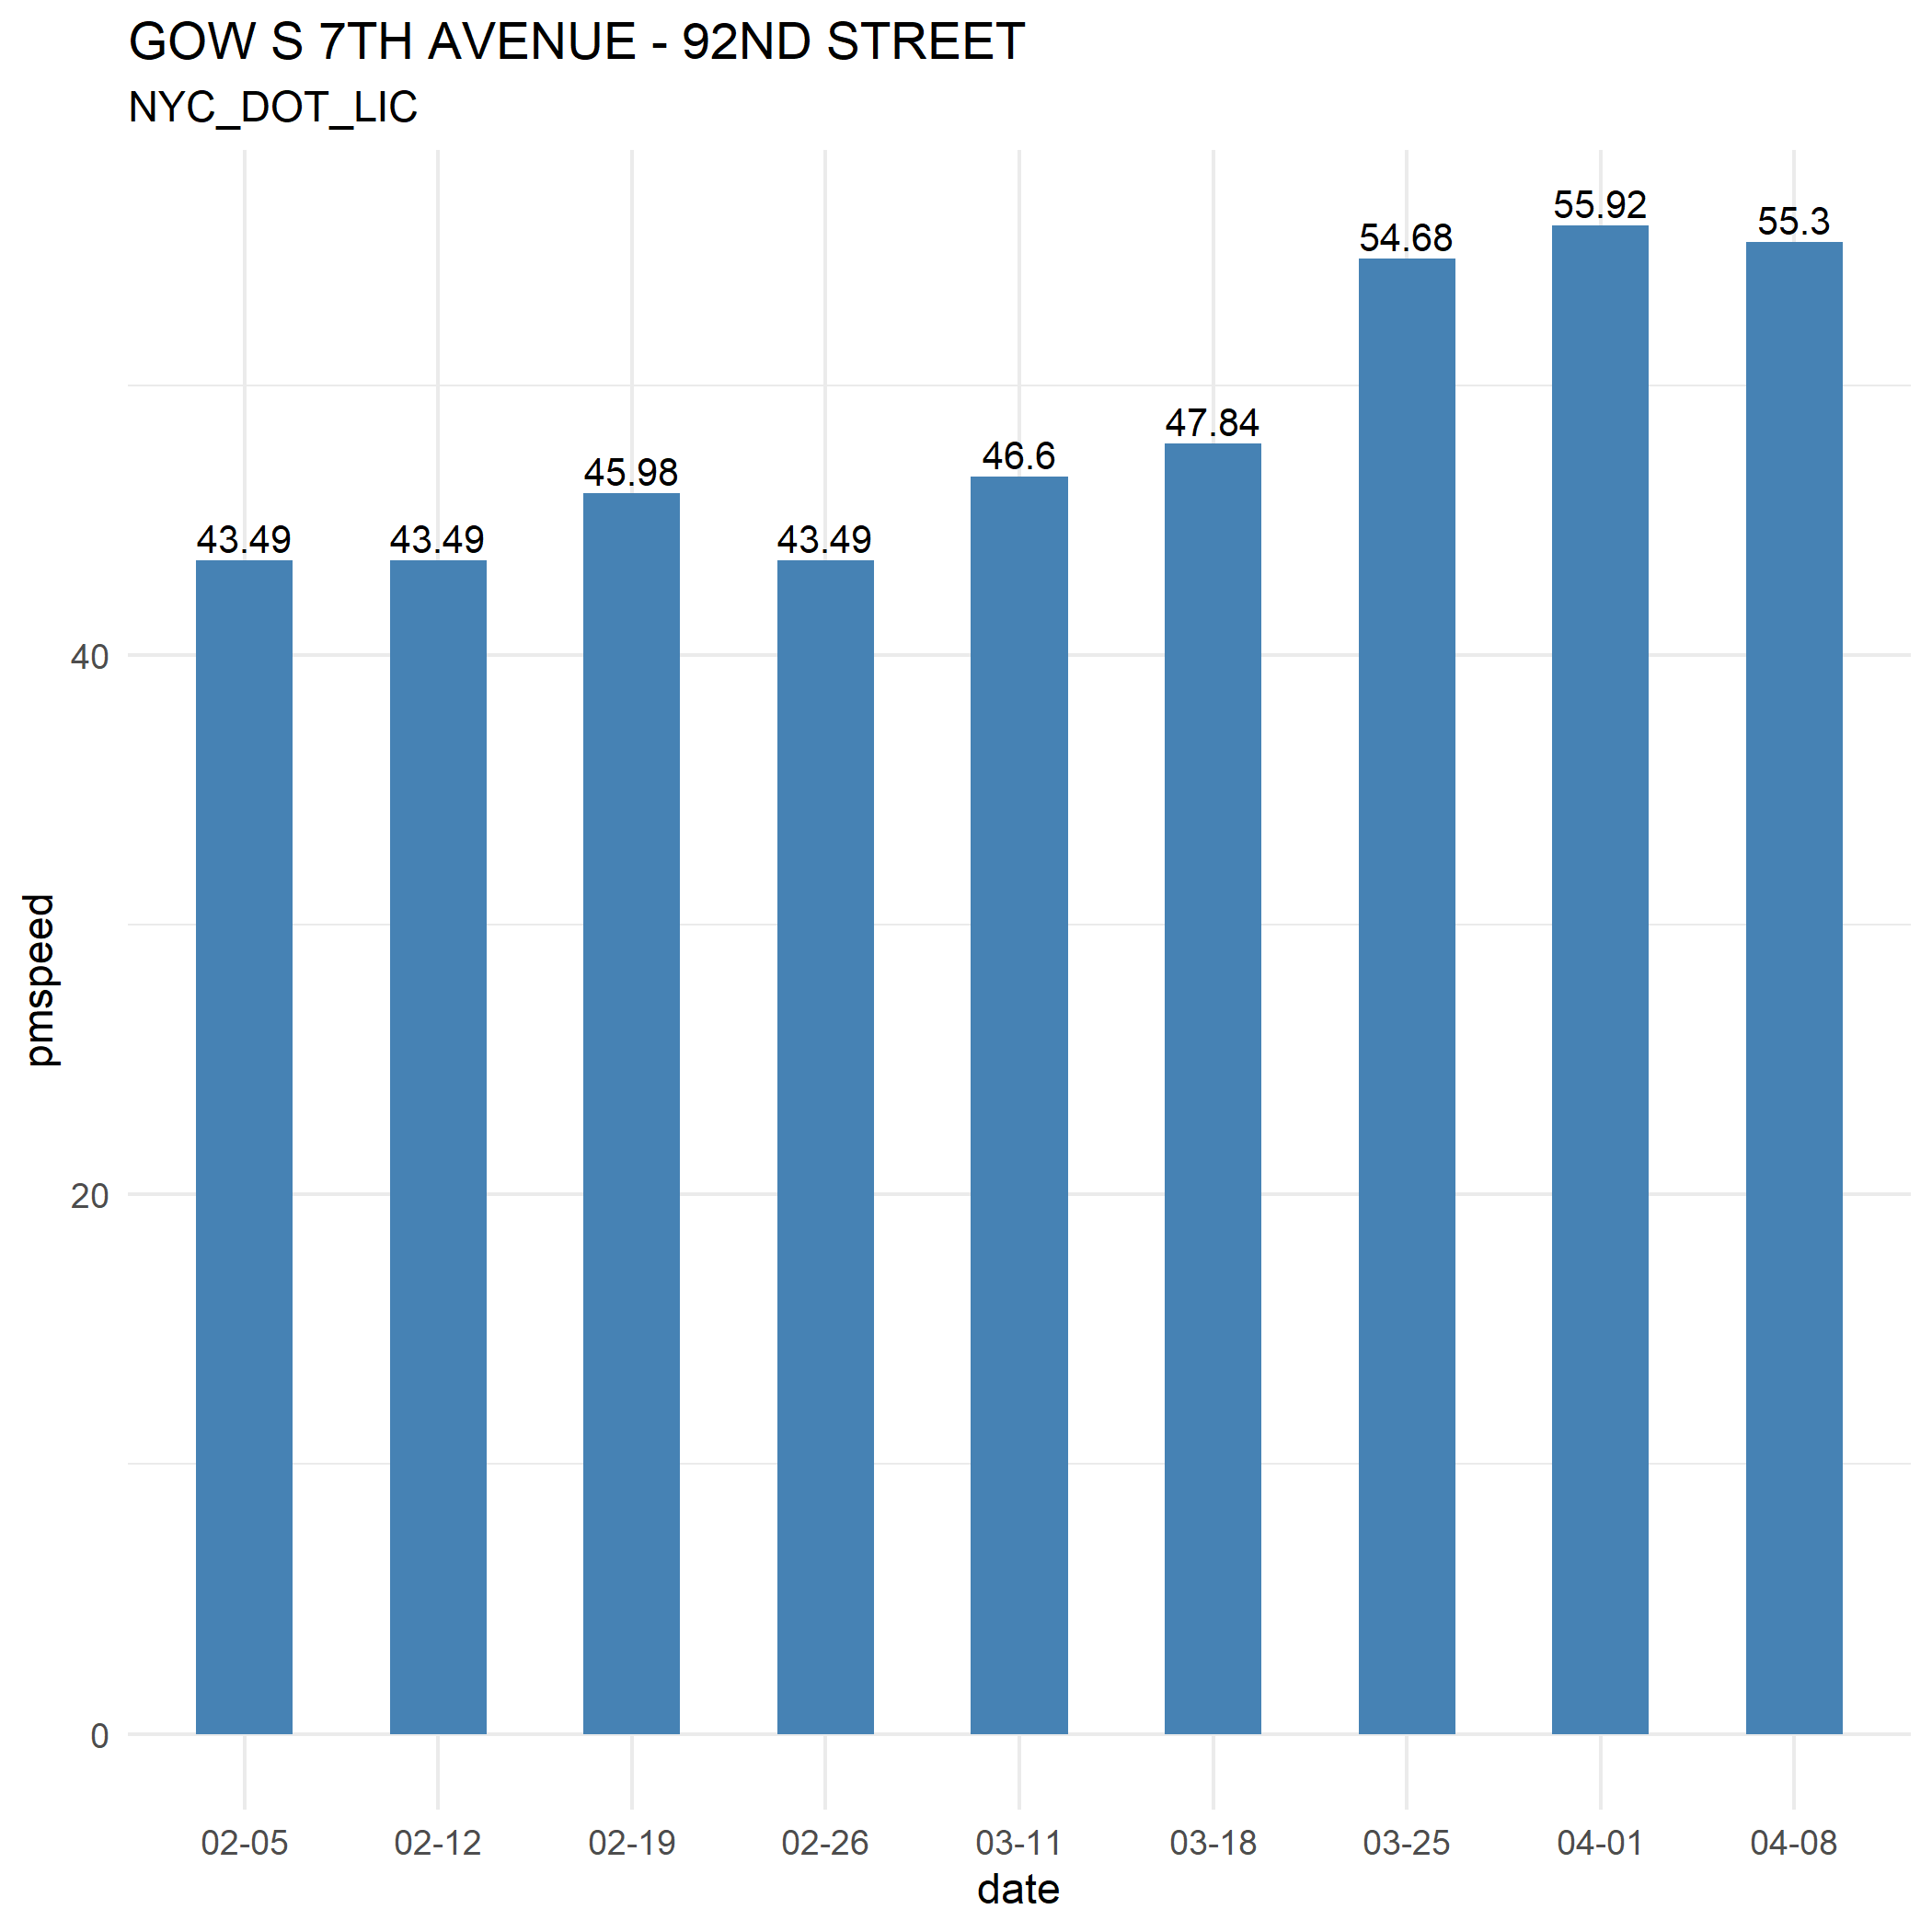 GOW S 7TH AVENUE - 92ND STREET
NYC_DOT_LIC
55.92
55.3
54.68
47.84
46.6
45.98
43.49 43.49 43.49
40
20
0
pmspeed
02-05 02-12 02-19 02-26 03-11 03-18 03-25 04-01 04-08
date